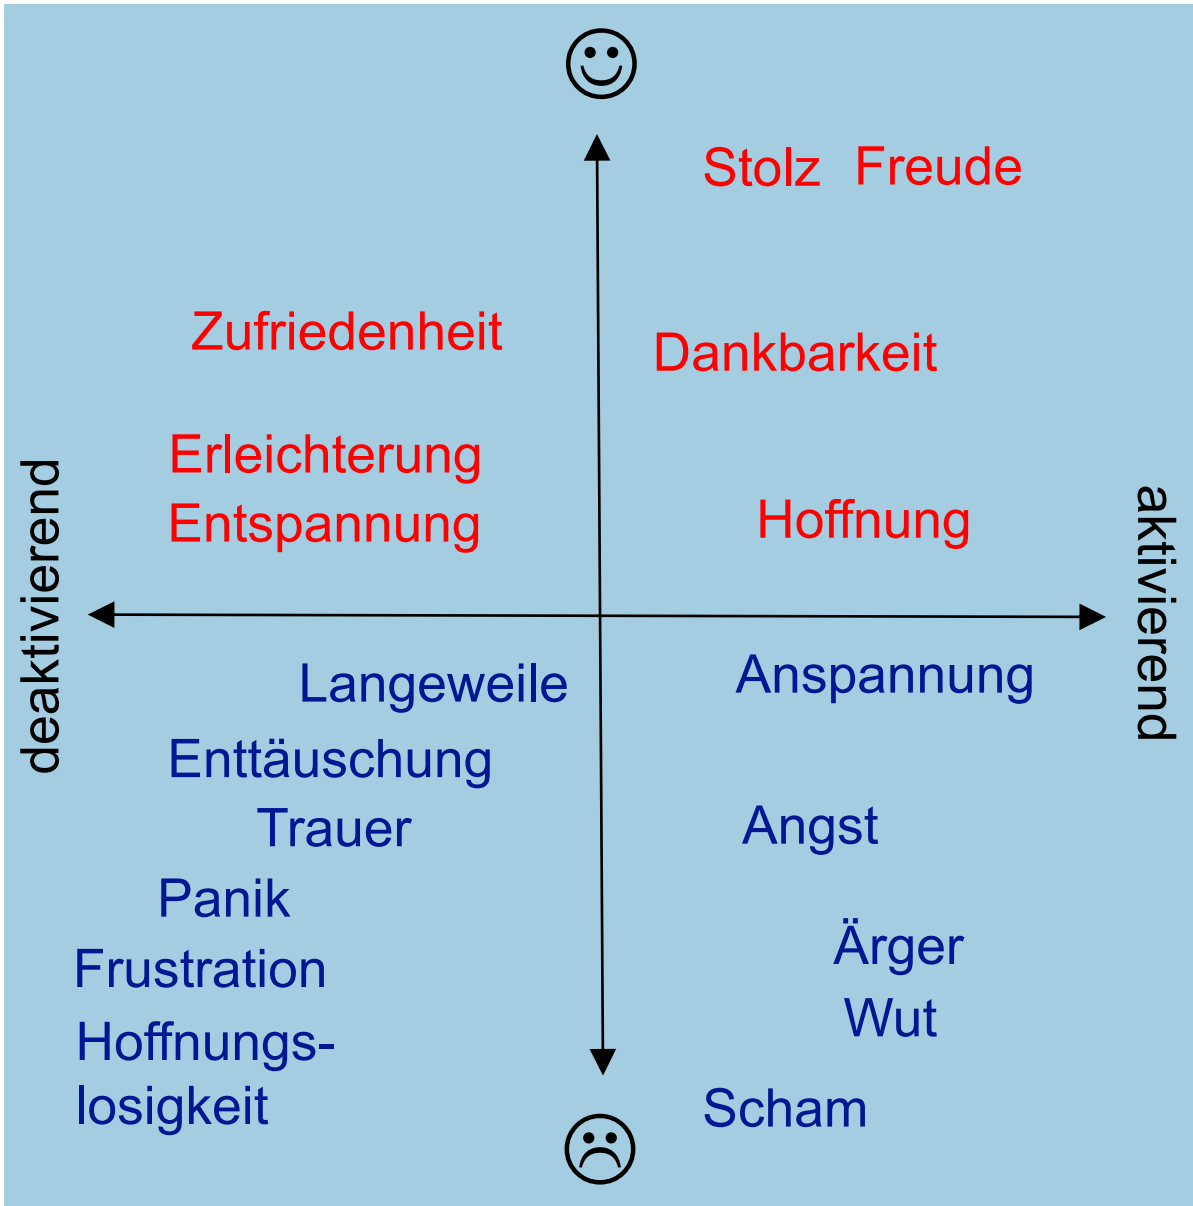 Stolz Freude
Zufriedenheit
Dankbarkeit
Erleichterung
Entspannung
Hoffnung
deaktivierend
aktivierend
Langeweile
Anspannung
Enttäuschung
Trauer
Angst
Panik
Ärger
Frustration
Wut
Hoffnungs-
losigkeit
Scham